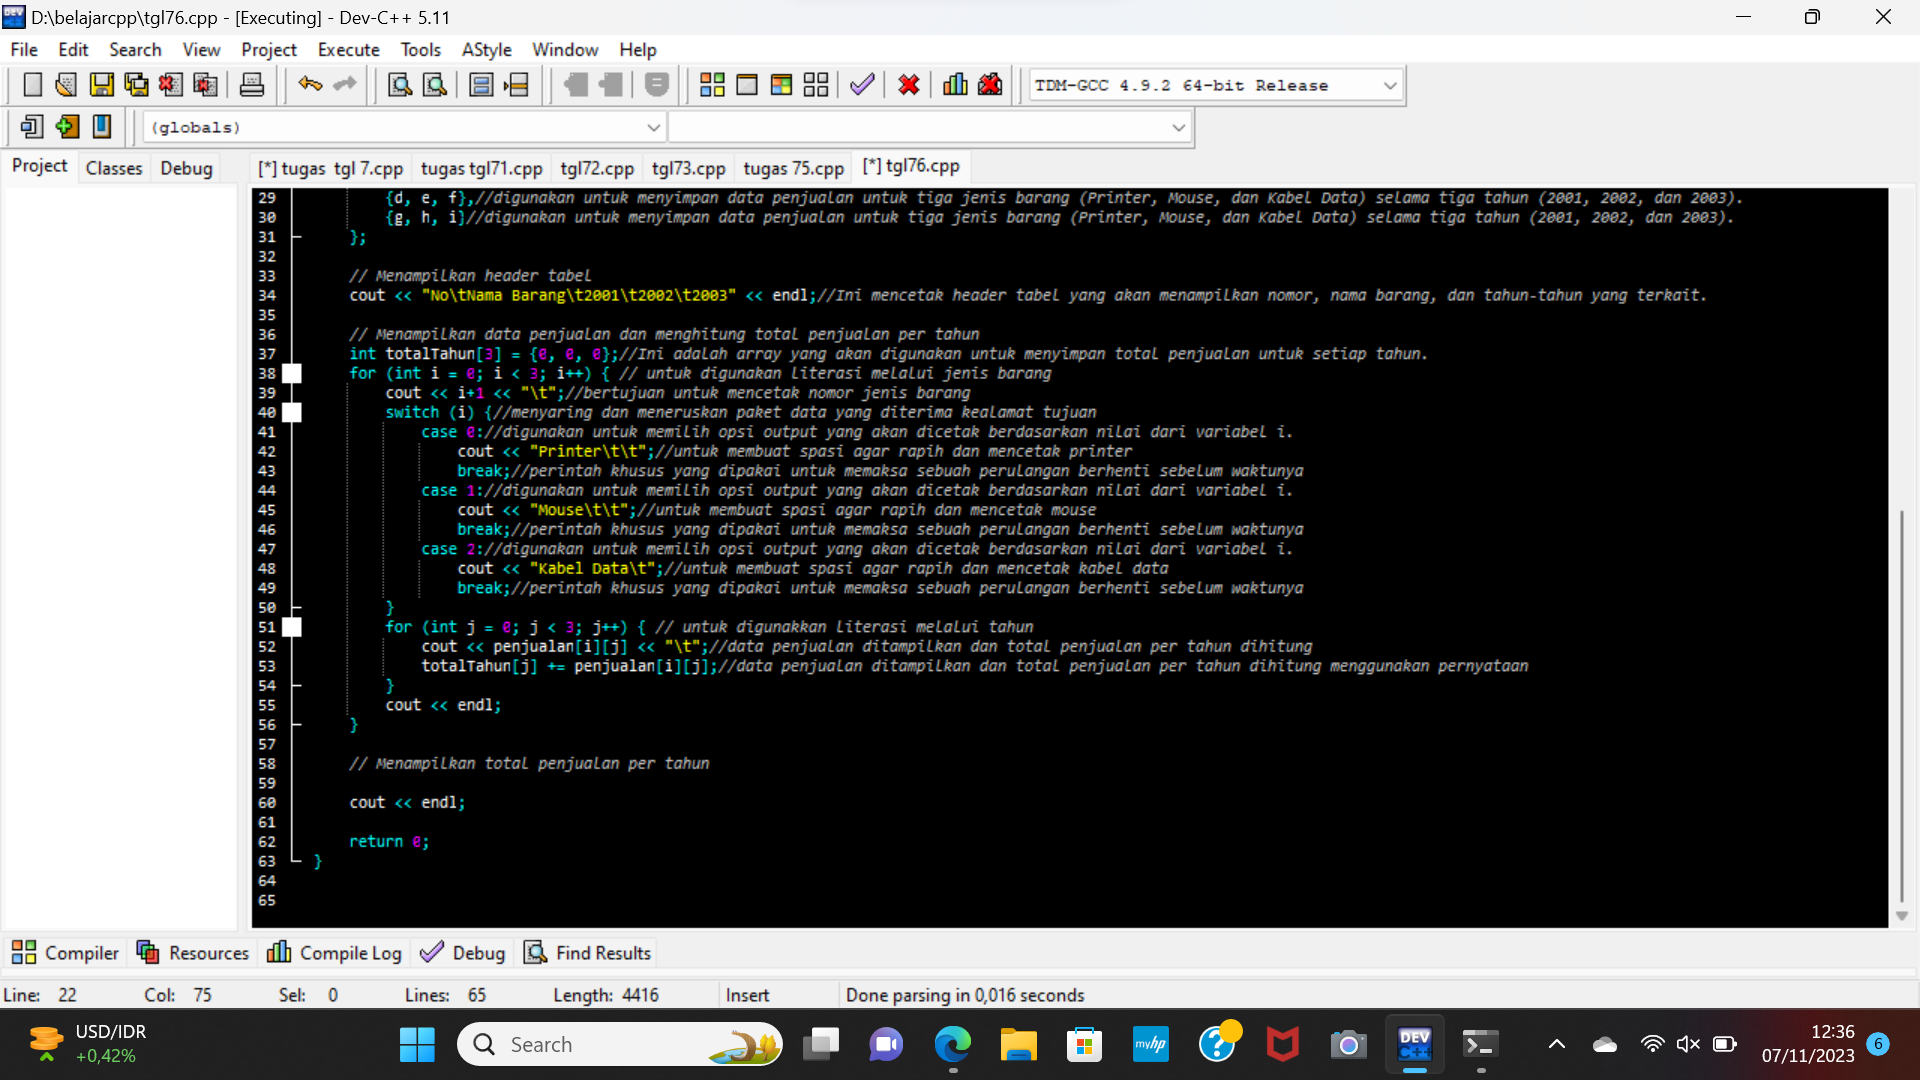 D:\belajarcpp\tgl76.cpp - [Executing] - Dev-C++ 5.11
File Edit Search View Project Execute Tools AStyle Window Help
TDM-GCC 4.9.2 64-bit Release
(globals)
Project Classes Debug [*] tugas tgl 7.cpp tugas tgl71.cpp tgl72.cpp tgl73.cpp tugas 75.cpp [*] tgl76.cpp
29 {d, e, f},//digunakan untuk menyimpan data penjualan untuk tiga jenis barang (Printer, Mouse, dan Kabel Data) selama tiga tahun (2001, 2002, dan 2003).
30 {g, h, i}//digunakan untuk menyimpan data penjualan untuk tiga jenis barang (Printer, Mouse, dan Kabel Data) selama tiga tahun (2001, 2002, dan 2003).
31 };
32
33 // Menampilkan header tabel
34 cout << "No\tNama Barang\t2001\t2002\t2003" << endl;//Ini mencetak header tabel yang akan menampilkan nomor, nama barang, dan tahun-tahun yang terkait.
35
36 // Menampilkan data penjualan dan menghitung total penjualan per tahun
37 int totalTahun[3] = {0, 0, 0};//Ini adalah array yang akan digunakan untuk menyimpan total penjualan untuk setiap tahun.
38 for (int i = 0; i < 3; i++) { // untuk digunakan literasi melalui jenis barang
39 cout << i+1 << "\t";//bertujuan untuk mencetak nomor jenis barang
40 switch (i) {//menyaring dan meneruskan paket data yang diterima kealamat tujuan
41 case 0://digunakan untuk memilih opsi output yang akan dicetak berdasarkan nilai dari variabel i.
42 cout << "Printer\t\t";//untuk membuat spasi agar rapih dan mencetak printer
43 break;//perintah khusus yang dipakai untuk memaksa sebuah perulangan berhenti sebelum waktunya
44 case 1://digunakan untuk memilih opsi output yang akan dicetak berdasarkan nilai dari variabel i.
45 cout << "Mouse\t\t";//untuk membuat spasi agar rapih dan mencetak mouse
46 break;//perintah khusus yang dipakai untuk memaksa sebuah perulangan berhenti sebelum waktunya
47 case 2://digunakan untuk memilih opsi output yang akan dicetak berdasarkan nilai dari variabel i.
48 cout << "Kabel Data\t";//untuk membuat spasi agar rapih dan mencetak kabel data
49 break;//perintah khusus yang dipakai untuk memaksa sebuah perulangan berhenti sebelum waktunya
50 }
51 for (int j = 0; j < 3; j++) { // untuk digunakkan literasi melalui tahun
52 cout << penjualan[i][j] << "\t";//data penjualan ditampilkan dan total penjualan per tahun dihitung
53 totalTahun[j] += penjualan[i][j];//data penjualan ditampilkan dan total penjualan per tahun dihitung menggunakan pernyataan
54 }
55 cout << endl;
56 }
57
58 // Menampilkan total penjualan per tahun
59
60 cout << endl;
61
62 return 0;
63 }
64
65
Compiler Resources Compile Log Debug Find Results
Line: 22 Col: 75 Sel: 0 Lines: 65 Length: 4416 Insert Done parsing in 0,016 seconds
USD/IDR
+0,42%
Search
myhp
DEV C++
12:36
07/11/2023
6